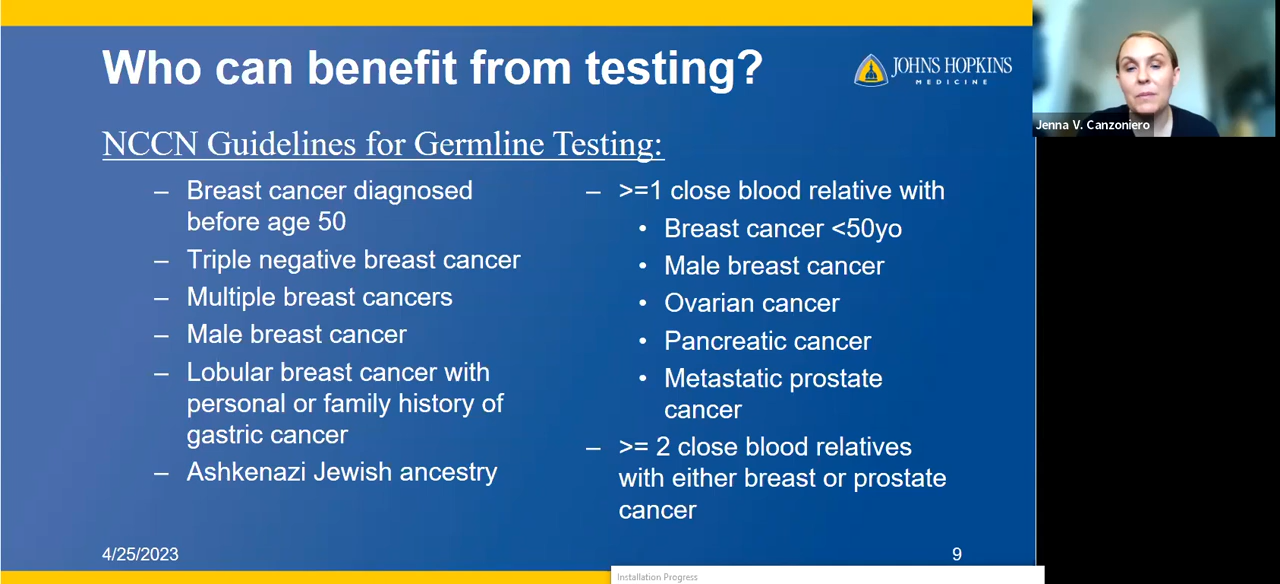 Who can benefit from testing?
JOHNS HOPKINS
MEDICINE
NCCN Guidelines for Germline Testing:
– Breast cancer diagnosed
before age 50
– Triple negative breast cancer
– Multiple breast cancers
– Male breast cancer
– Lobular breast cancer with
personal or family history of
gastric cancer
– Ashkenazi Jewish ancestry
– >=1 close blood relative with
• Breast cancer <50yo
• Male breast cancer
• Ovarian cancer
• Pancreatic cancer
• Metastatic prostate
cancer
– >= 2 close blood relatives
with either breast or prostate
cancer
4/25/2023
9
Jenna V. Canzoniero
Installation Progress